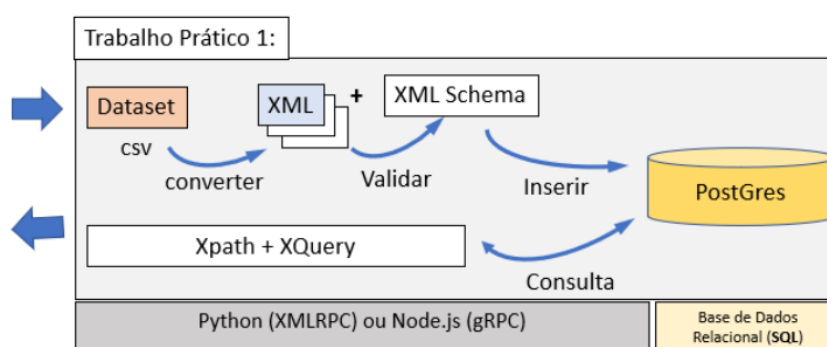 Trabalho Prático 1:
Dataset
csv
converter
XML
+
XML Schema
Validar
Inserir
PostGres
Xpath + XQuery
Consulta
Python (XMLRPC) ou Node.js (gRPC)
Base de Dados
Relacional (SQL)